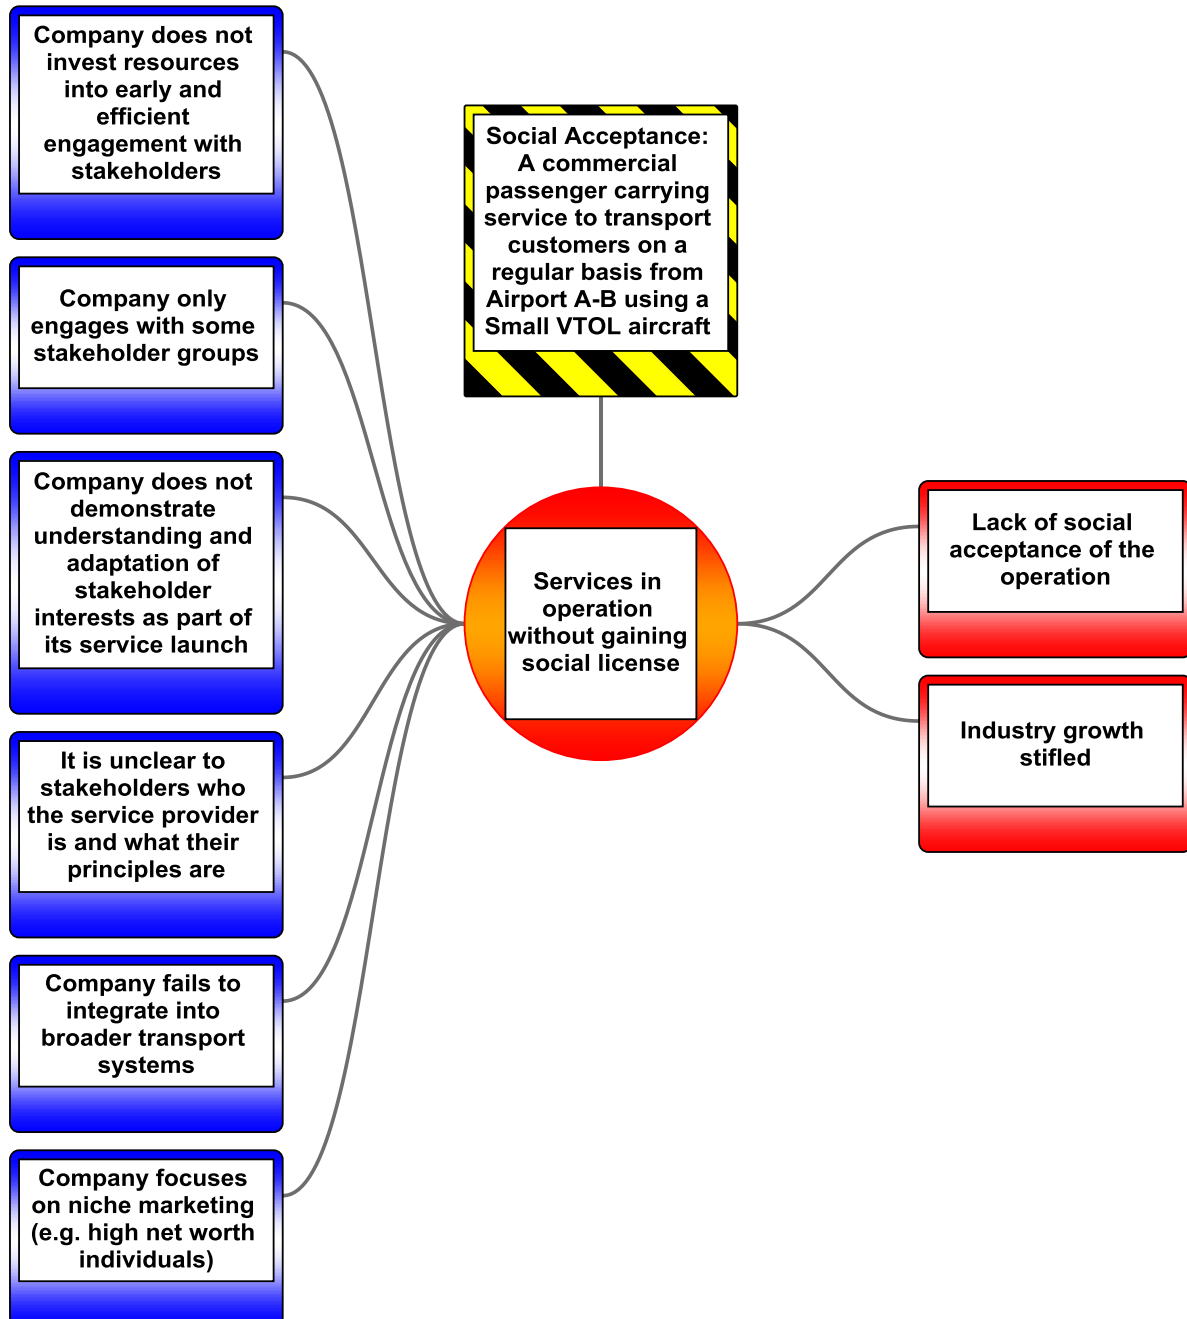 Company does not
invest resources
into early and
efficient
engagement with
stakeholders
Company only
engages with some
stakeholder groups
Company does not
demonstrate
understanding and
adaptation of
stakeholder
interests as part of
its service launch
It is unclear to
stakeholders who
the service provider
is and what their
principles are
Company fails to
integrate into
broader transport
systems
Company focuses
on niche marketing
(e.g. high net worth
individuals)
Social Acceptance:
A commercial
passenger carrying
service to transport
customers on a
regular basis from
Airport A-B using a
Small VTOL aircraft
Services in
operation
without gaining
social license
Lack of social
acceptance of the
operation
Industry growth
stifled